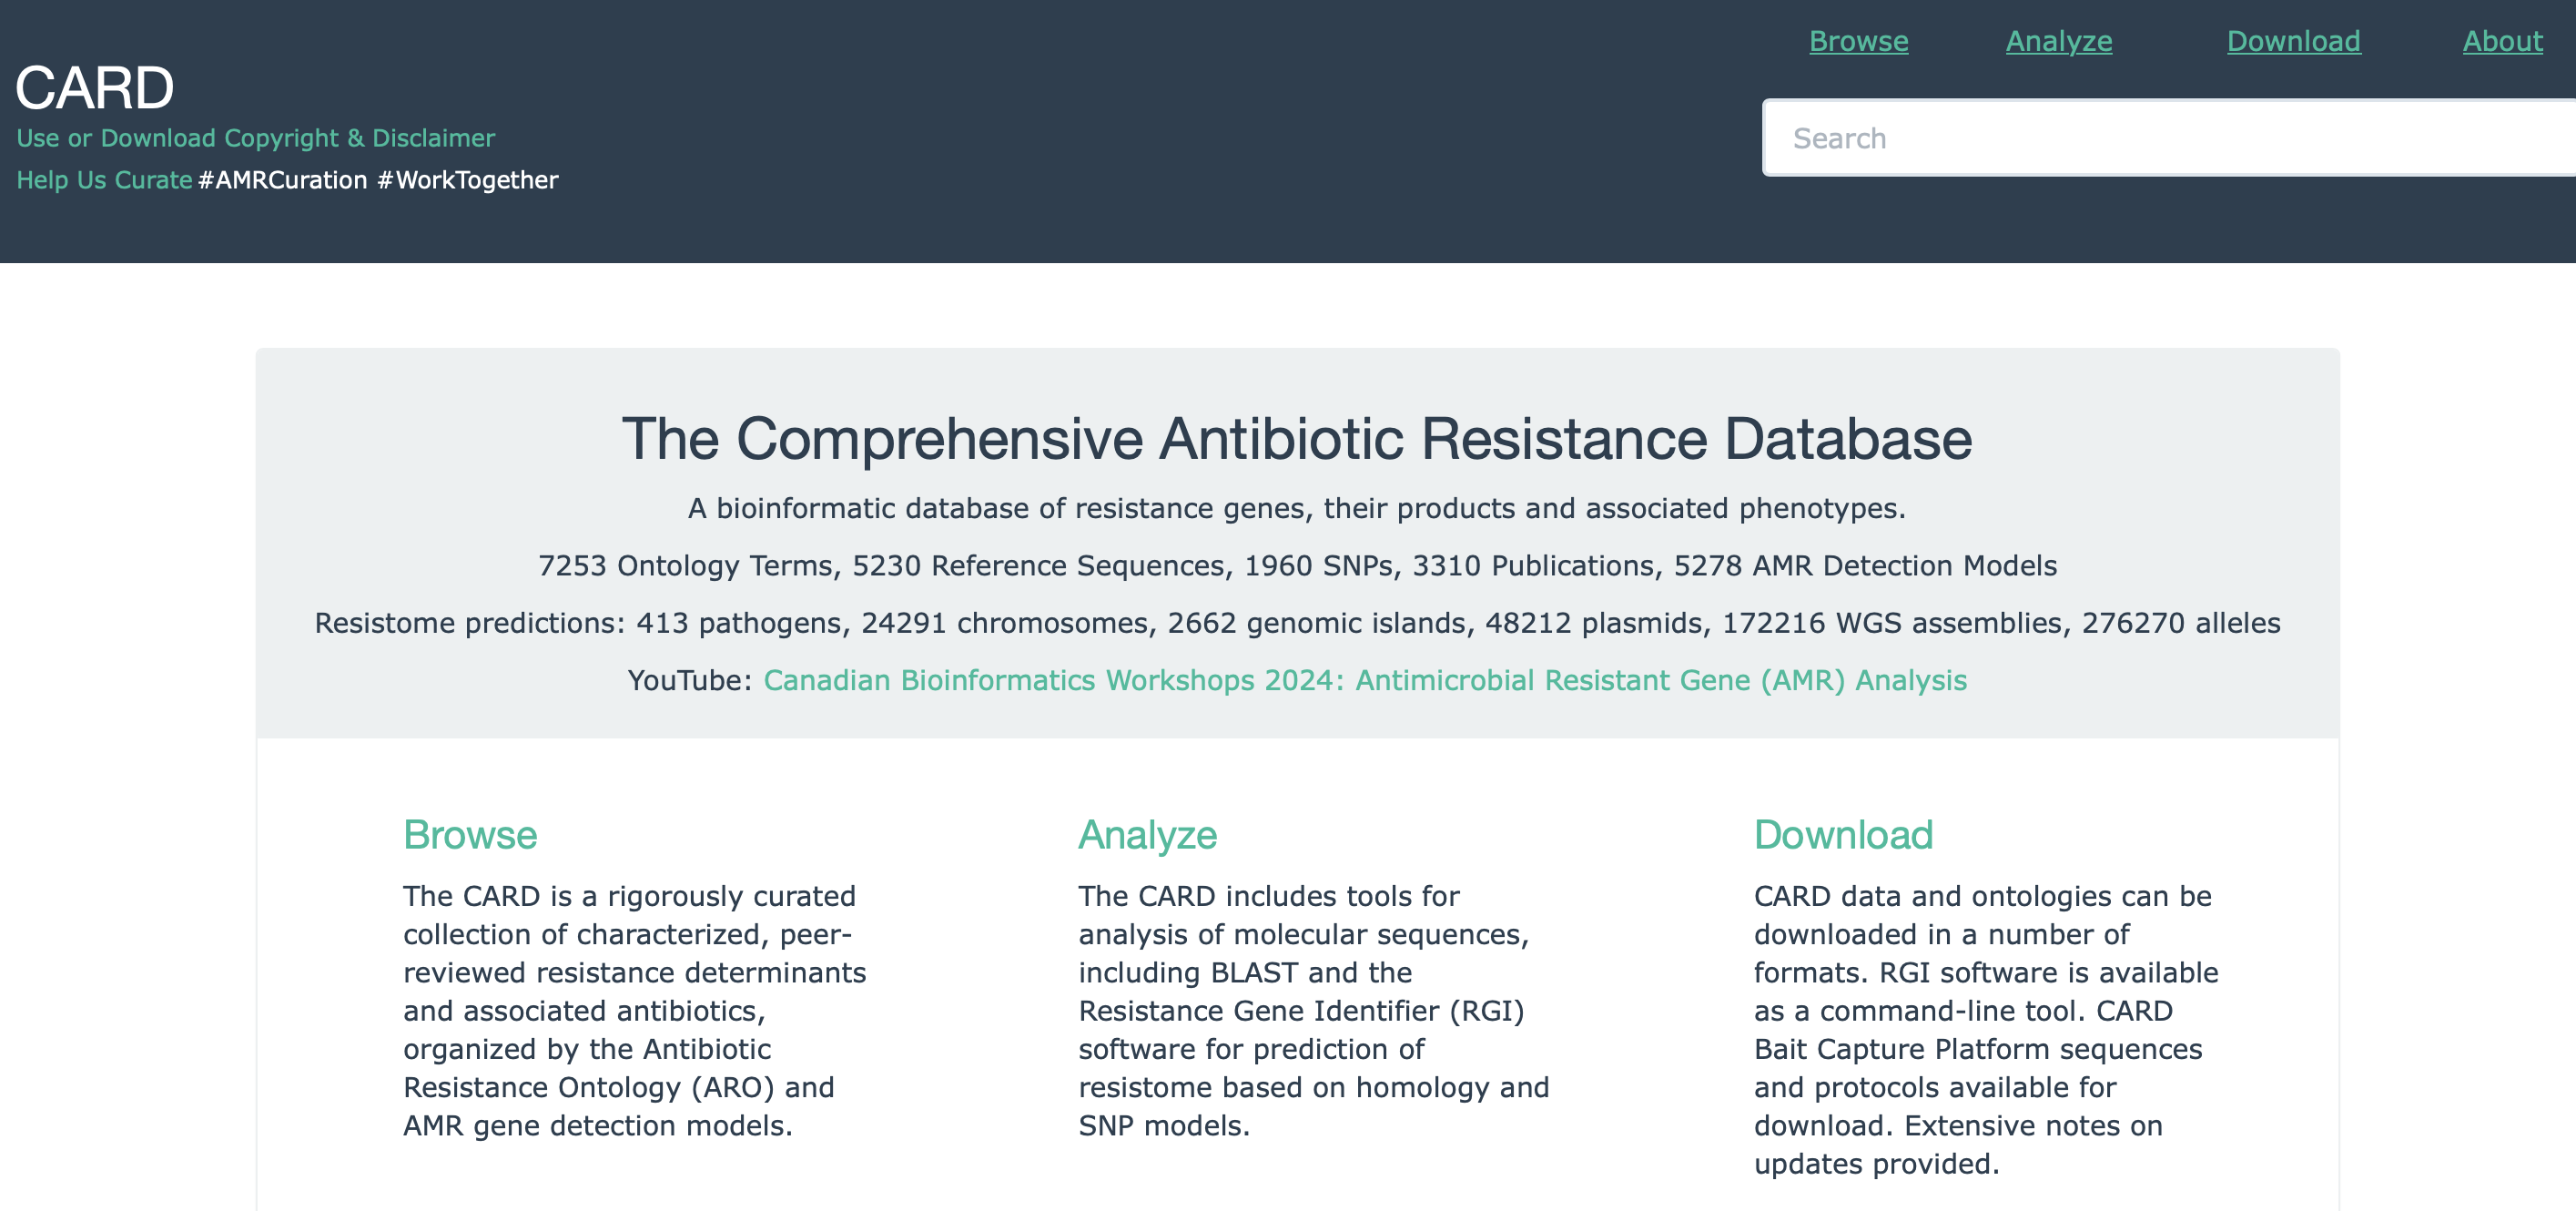 Browse Analyze Download About
CARD
Use or Download Copyright & Disclaimer
Help Us Curate #AMRCuration #WorkTogether
Search
The Comprehensive Antibiotic Resistance Database
A bioinformatic database of resistance genes, their products and associated phenotypes.
7253 Ontology Terms, 5230 Reference Sequences, 1960 SNPs, 3310 Publications, 5278 AMR Detection Models
Resistome predictions: 413 pathogens, 24291 chromosomes, 2662 genomic islands, 48212 plasmids, 172216 WGS assemblies, 276270 alleles
YouTube: Canadian Bioinformatics Workshops 2024: Antimicrobial Resistant Gene (AMR) Analysis
Browse
The CARD is a rigorously curated
collection of characterized, peer-
reviewed resistance determinants
and associated antibiotics,
organized by the Antibiotic
Resistance Ontology (ARO) and
AMR gene detection models.
Analyze
The CARD includes tools for
analysis of molecular sequences,
including BLAST and the
Resistance Gene Identifier (RGI)
software for prediction of
resistome based on homology and
SNP models.
Download
CARD data and ontologies can be
downloaded in a number of
formats. RGI software is available
as a command-line tool. CARD
Bait Capture Platform sequences
and protocols available for
download. Extensive notes on
updates provided.